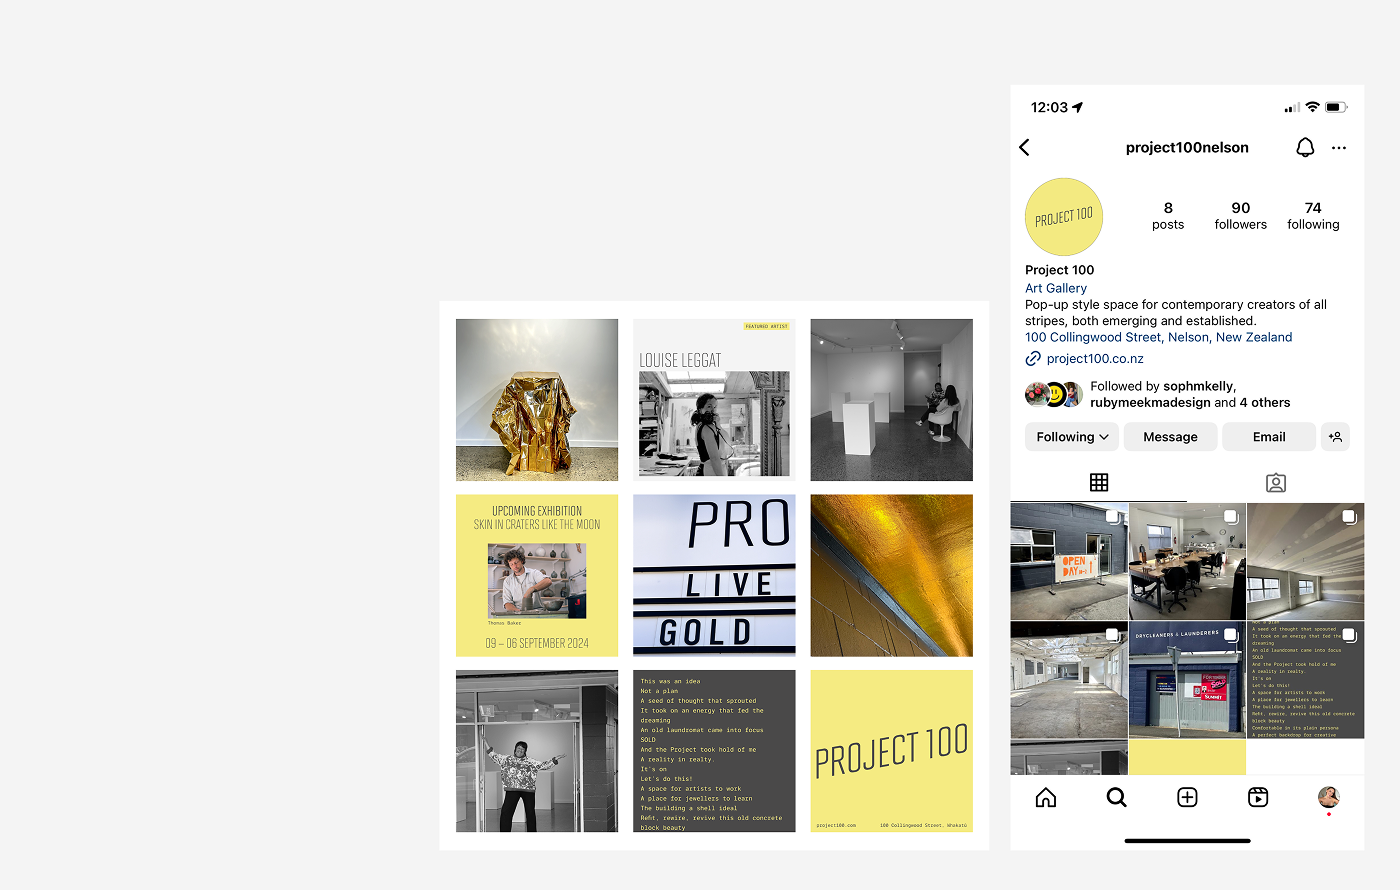 FEATURED ARTIST
LOUISE LEGGAT
UPCOMING EXHIBITION
SKIN IN CRATERS LIKE THE MOON
Thomas Baker
09 – 06 SEPTEMBER 2024
PRO
LIVE
GOLD
This was an idea
Not a plan
A seed of thought that sprouted
It took on an energy that fed the
dreaming
An old laundromat came into focus
SOLD
And the Project took hold of me
A reality in realty.
It's on
Let's do this!
A space for artists to work
A place for jewellers to learn
The building a shell ideal
Refit, rewire, revive this old concrete
block beauty
PROJECT 100
project100.com
100 Collingwood Street, Whakatū
12:03
project100nelson
PROJECT 100
8
posts
90
followers
74
following
Project 100
Art Gallery
Pop-up style space for contemporary creators of all
stripes, both emerging and established.
100 Collingwood Street, Nelson, New Zealand
project100.co.nz
Followed by sophmkelly,
rubymeekmadesign and 4 others
Following
Message
Email
OPEN
DAY
DRYCLEANERS & LAUNDERERS
SOLD
SUMMIT
Not a plan
A seed of thought that sprouted
It took on an energy that fed the
dreaming
An old laundromat came into focus
SOLD
And the Project took hold of me
A reality in realty.
It's on
Let's do this!
A space for artists to work
A place for jewellers to learn
The building a shell ideal
Refit, rewire, revive this old concrete
block beauty
Comfortable in its plain persona
A perfect backdrop for creative